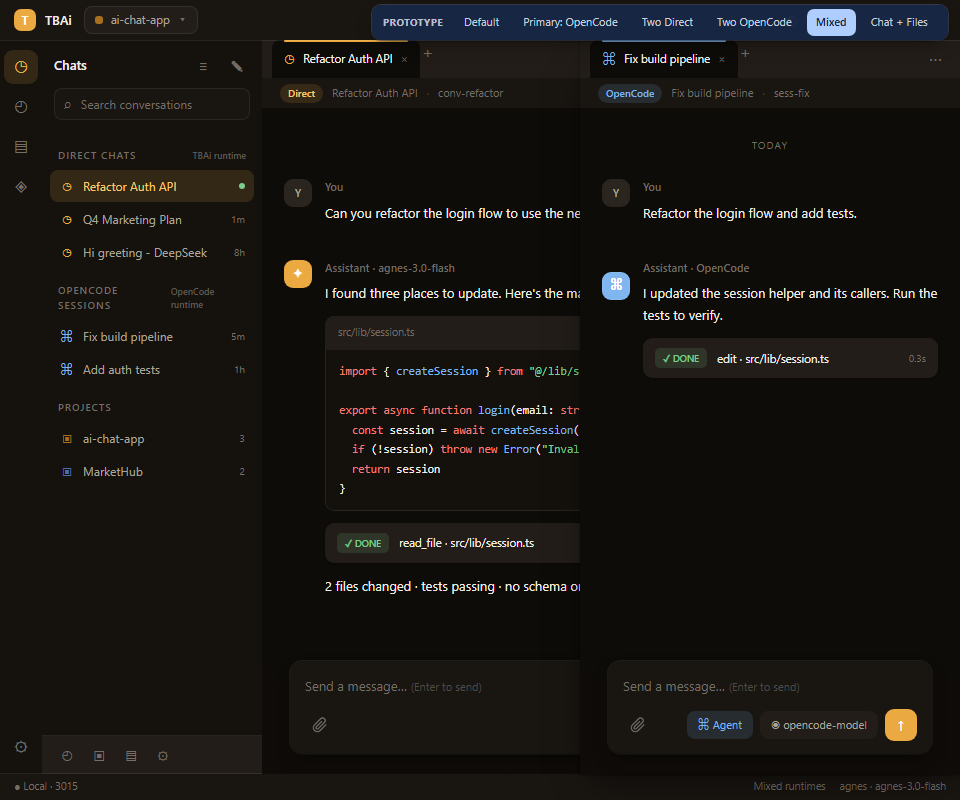 T TBAi ai-chat-app
PROTOTYPE Default Primary: OpenCode Two Direct Two OpenCode Mixed Chat + Files
Chats
Search conversations
DIRECT CHATS TBAi runtime
Refactor Auth API
Q4 Marketing Plan 1m
Hi greeting - DeepSeek 8h
OPENCODE SESSIONS OpenCode runtime
Fix build pipeline 5m
Add auth tests 1h
PROJECTS
ai-chat-app 3
MarketHub 2
Refactor Auth API × +
Direct Refactor Auth API · conv-refactor
Y You
Can you refactor the login flow to use the ne
Assistant · agnes-3.0-flash
I found three places to update. Here's the ma
src/lib/session.ts
import { createSession } from "@/lib/s
export async function login(email: str
const session = await createSession(
if (!session) throw new Error("Inval
return session
}
✓ DONE read_file · src/lib/session.ts
2 files changed · tests passing · no schema or
Send a message... (Enter to send)
Fix build pipeline × + ...
OpenCode Fix build pipeline · sess-fix
TODAY
Y You
Refactor the login flow and add tests.
Assistant · OpenCode
I updated the session helper and its callers. Run the
tests to verify.
✓ DONE edit · src/lib/session.ts 0.3s
Send a message... (Enter to send)
⌘ Agent ◉ opencode-model ↑
● Local · 3015 Mixed runtimes agnes · agnes-3.0-flash